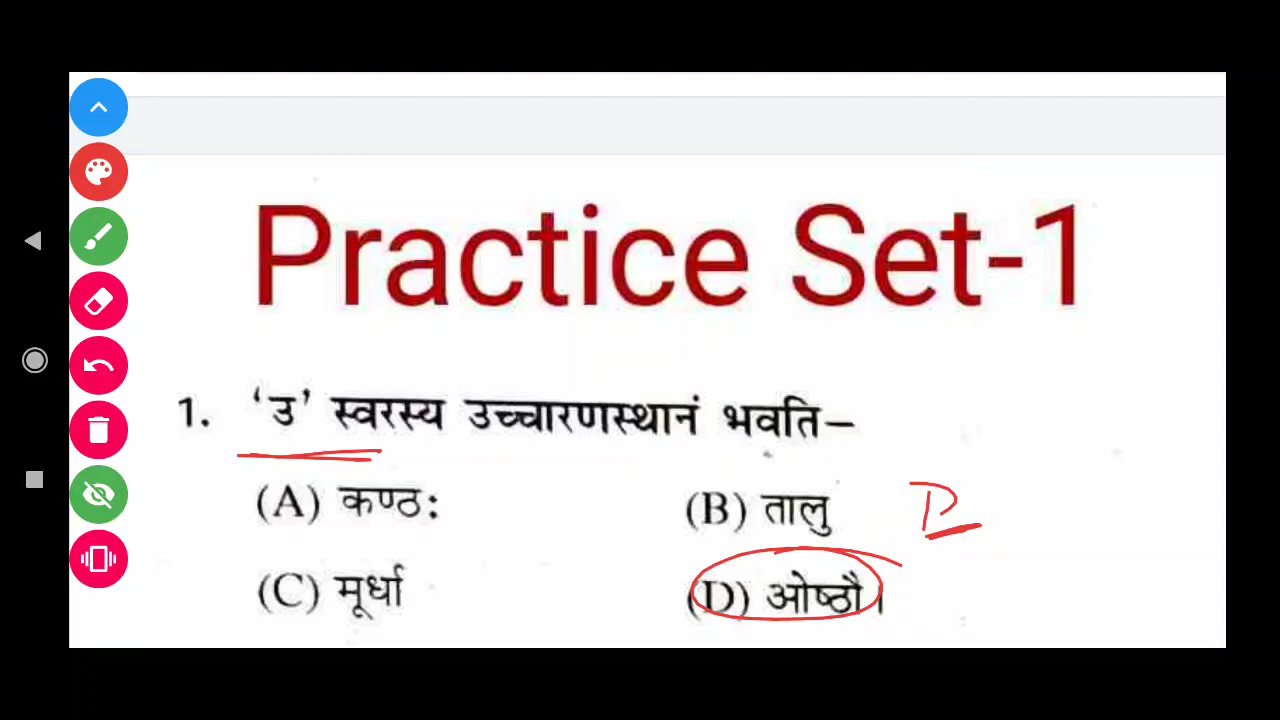 Practice Set-1
1. ‘उ’ स्वरस्य उच्चारणस्थानं भवति–
(A) कण्ठः (B) तालु D
(C) मूर्धा (D) ओष्ठौ।